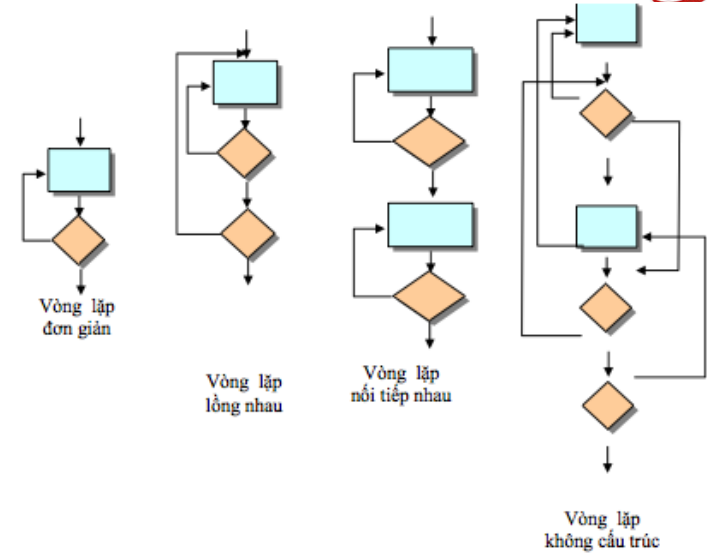 Vòng lặp
đơn giản
Vòng lặp
lồng nhau
Vòng lặp
nối tiếp nhau
Vòng lặp
không cấu trúc